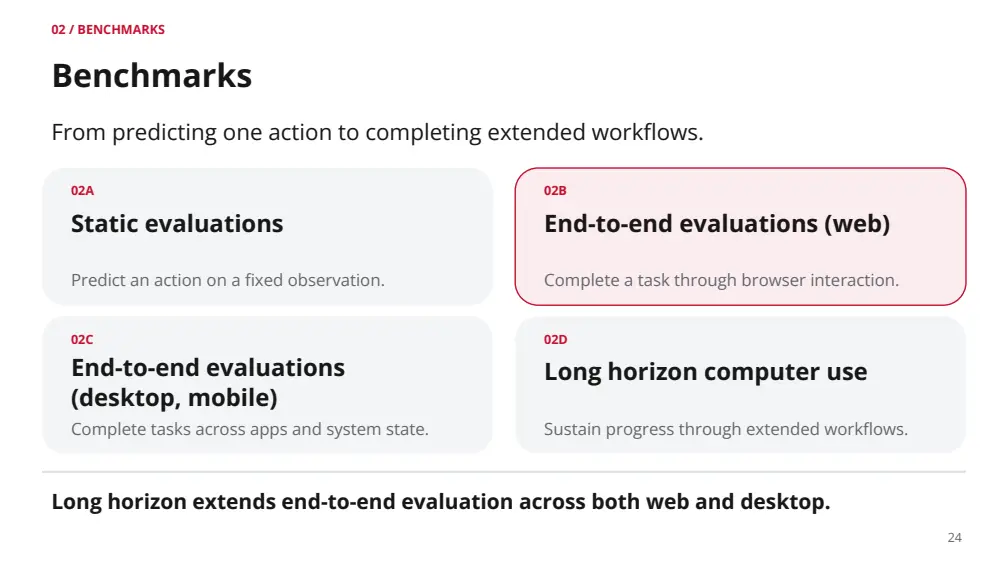 02 / BENCHMARKS
Benchmarks
From predicting one action to completing extended workflows.
02A
Static evaluations
Predict an action on a fixed observation.
02B
End-to-end evaluations (web)
Complete a task through browser interaction.
02C
End-to-end evaluations
(desktop, mobile)
Complete tasks across apps and system state.
02D
Long horizon computer use
Sustain progress through extended workflows.
Long horizon extends end-to-end evaluation across both web and desktop.
24